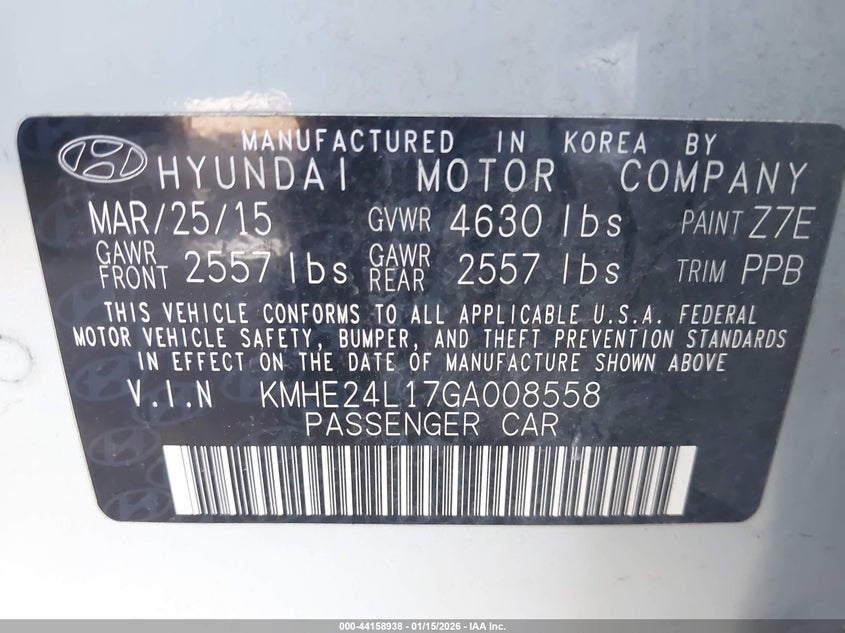 MANUFACTURED IN KOREA BY
HYUNDAI MOTOR COMPANY
MAR/25/15 GVWR 4630 lbs PAINT Z7E
GAWR FRONT 2557 lbs GAWR REAR 2557 lbs TRIM PPB
THIS VEHICLE CONFORMS TO ALL APPLICABLE U.S.A. FEDERAL
MOTOR VEHICLE SAFETY, BUMPER, AND THEFT PREVENTION STANDARDS
IN EFFECT ON THE DATE OF MANUFACTURE SHOWN ABOVE
V.I.N KMHE24L17GA008558
PASSENGER CAR
000-44158938 - 01/15/2026 - IAA Inc.